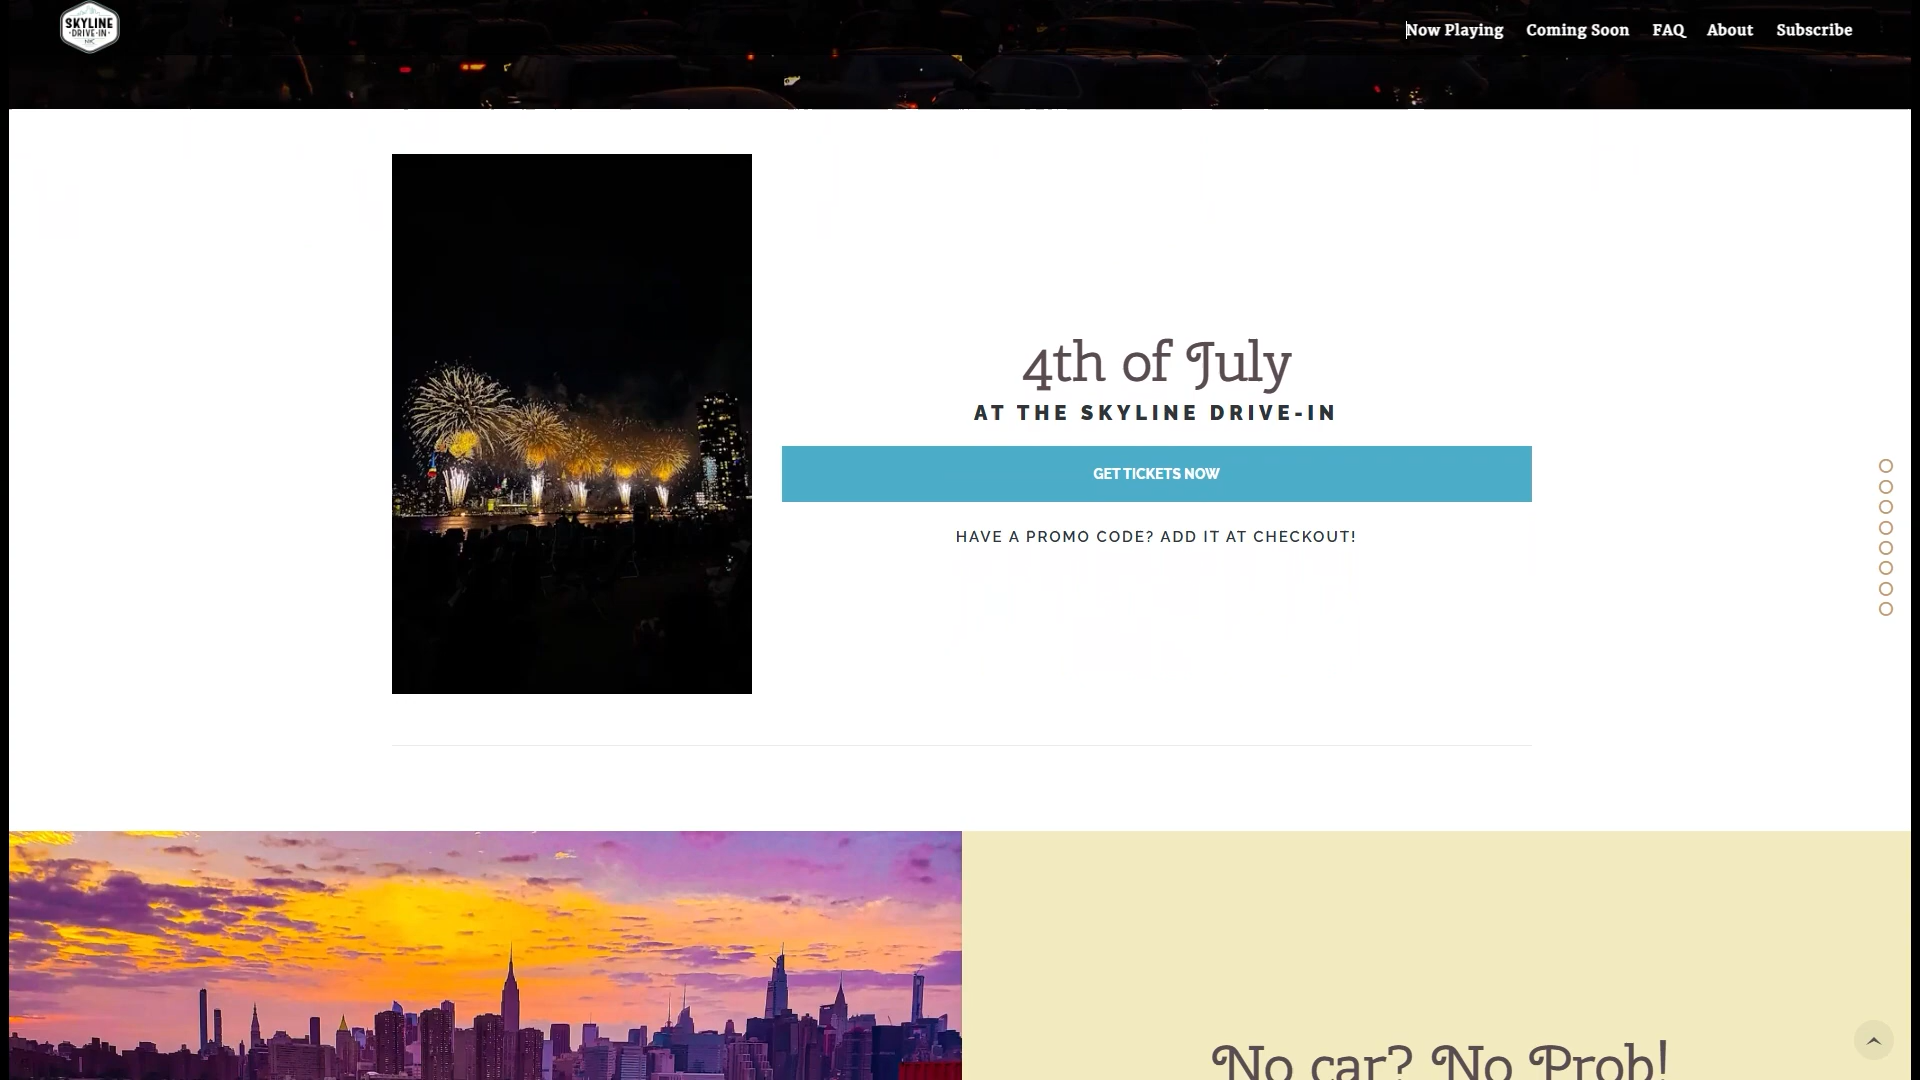 SKYLINE
DRIVE-IN
NYC
Now Playing
Coming Soon
FAQ
About
Subscribe
4th of July
AT THE SKYLINE DRIVE-IN
GET TICKETS NOW
HAVE A PROMO CODE? ADD IT AT CHECKOUT!
No car? No Prob!